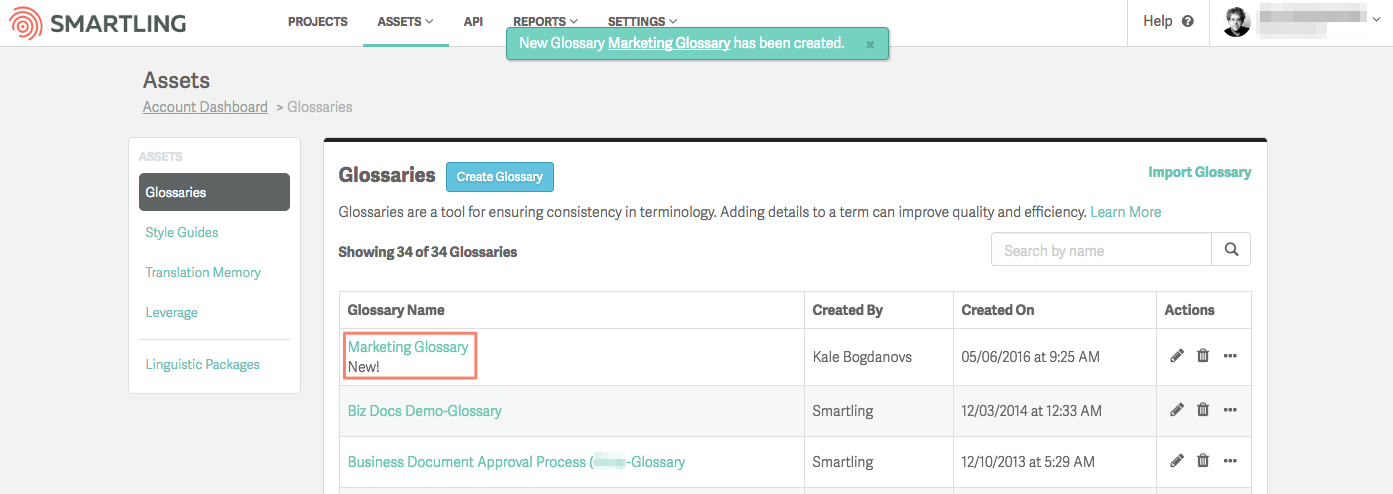 SMARTLING
PROJECTS ASSETS API REPORTS SETTINGS Help ?
New Glossary Marketing Glossary has been created. ×
Assets
Account Dashboard > Glossaries
ASSETS
Glossaries
Style Guides
Translation Memory
Leverage
Linguistic Packages
Glossaries Create Glossary Import Glossary
Glossaries are a tool for ensuring consistency in terminology. Adding details to a term can improve quality and efficiency. Learn More
Showing 34 of 34 Glossaries Search by name
Glossary Name Created By Created On Actions
Marketing Glossary
New!
Kale Bogdanovs 05/06/2016 at 9:25 AM
Biz Docs Demo-Glossary Smartling 12/03/2014 at 12:33 AM
Business Document Approval Process ( -Glossary Smartling 12/10/2013 at 5:29 AM